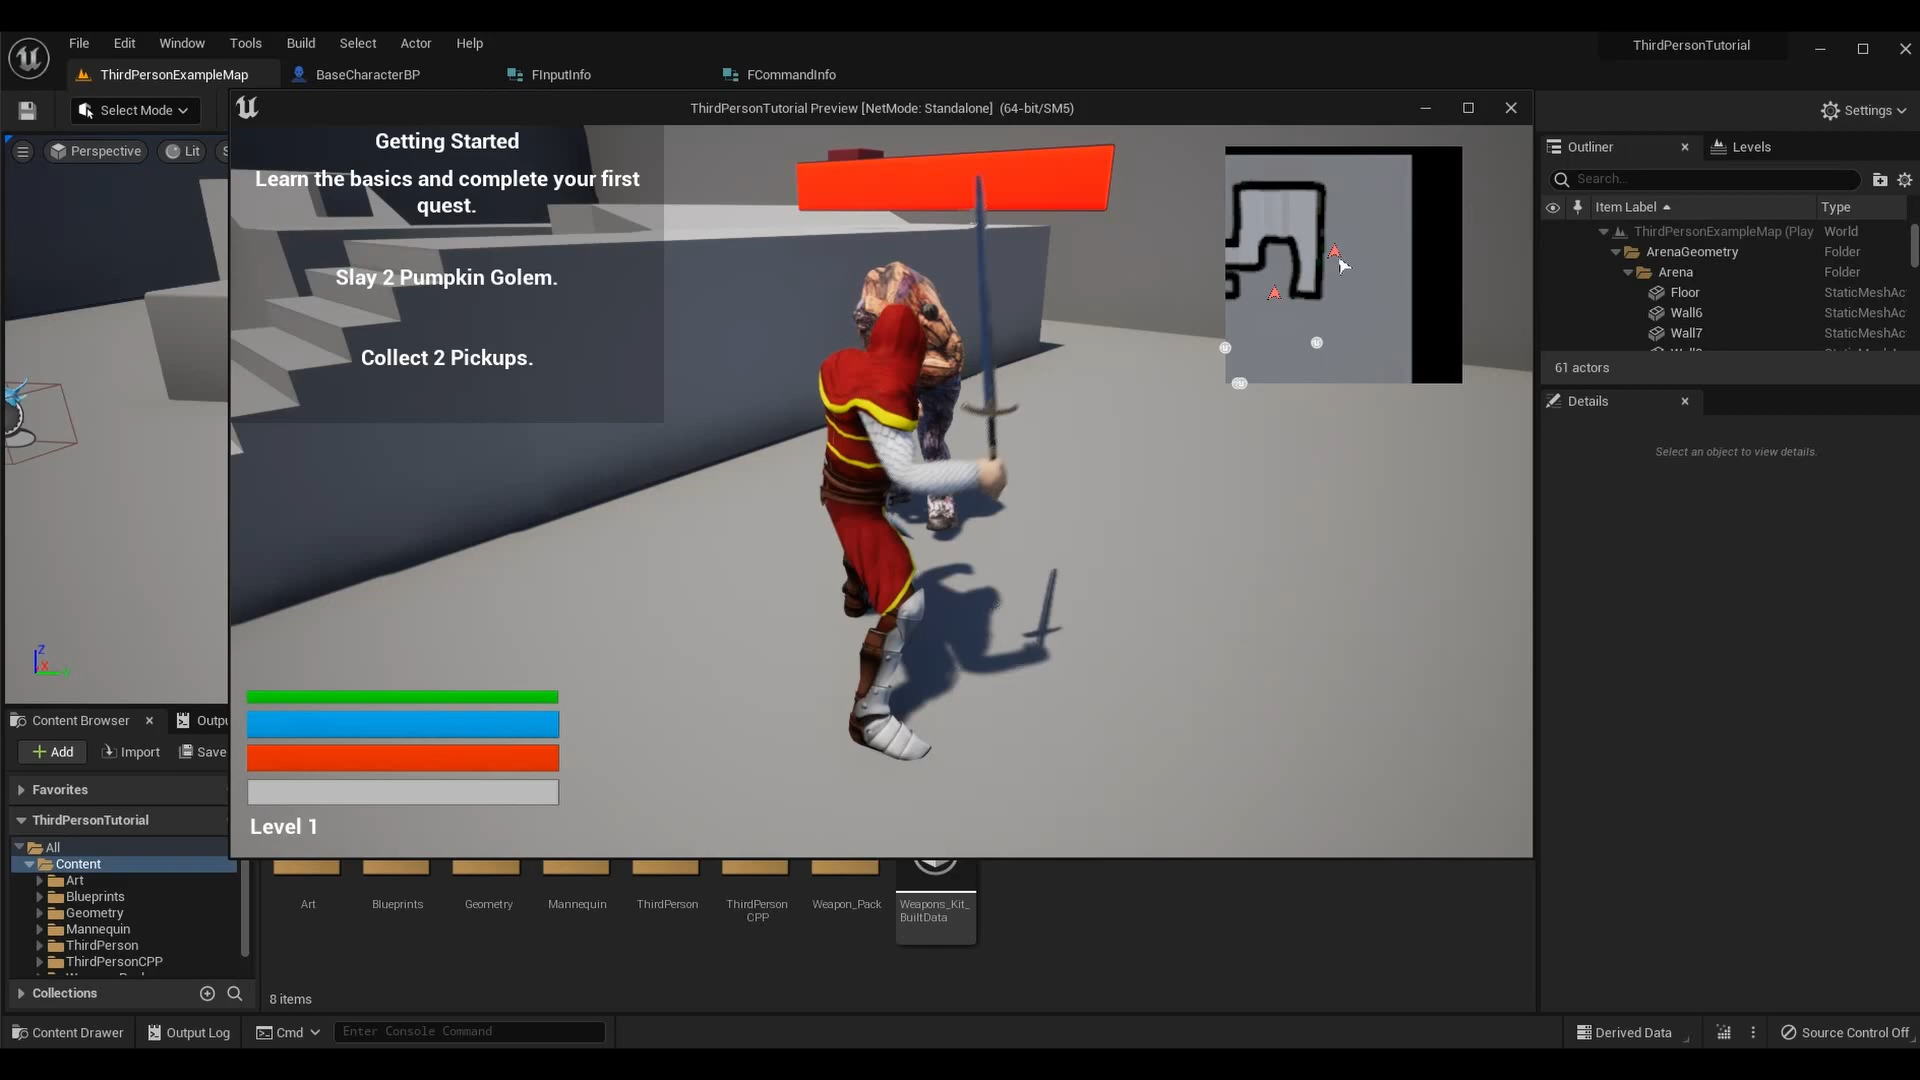 File Edit Window Tools Build Select Actor Help
ThirdPersonTutorial
ThirdPersonExampleMap
BaseCharacterBP
FInputInfo
FCommandInfo
Select Mode
ThirdPersonTutorial Preview [NetMode: Standalone] (64-bit/SM5)
Settings
Perspective
Lit
Getting Started
Learn the basics and complete your first
quest.
Slay 2 Pumpkin Golem.
Collect 2 Pickups.
Level 1
Outliner
Levels
Search...
Item Label
Type
ThirdPersonExampleMap (Play World
ArenaGeometry Folder
Arena Folder
Floor StaticMeshAc
Wall6 StaticMeshAc
Wall7 StaticMeshAc
61 actors
Details
Select an object to view details.
Z
X
Content Browser
Outpu
Add
Import
Save
Favorites
ThirdPersonTutorial
All
Content
Art
Blueprints
Geometry
Mannequin
ThirdPerson
ThirdPersonCPP
Collections
Art
Blueprints
Geometry
Mannequin
ThirdPerson
ThirdPerson
CPP
Weapon_Pack
Weapons_Kit_
BuiltData
8 items
Content Drawer
Output Log
Cmd
Enter Console Command
Derived Data
Source Control Off